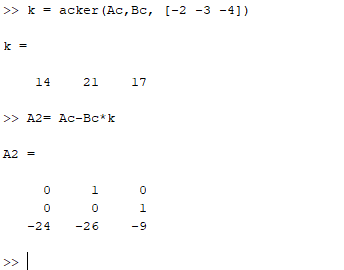 >> k = acker(Ac,Bc, [-2 -3 -4])
k =
14 21 17
>> A2= Ac-Bc*k
A2 =
0 1 0
0 0 1
-24 -26 -9
>>